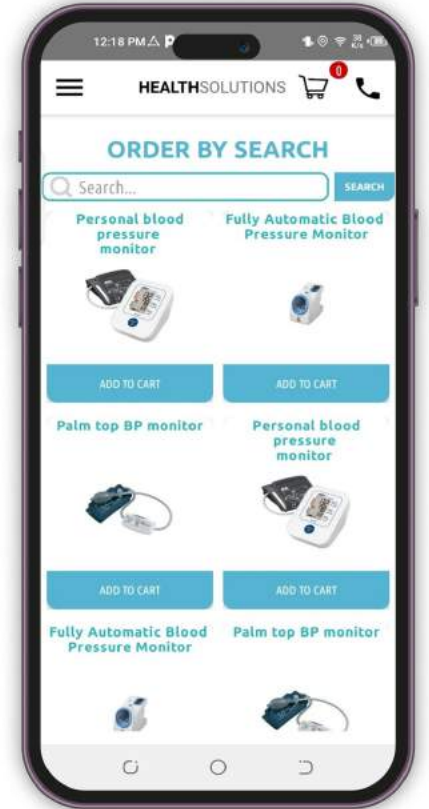 12:18 PM
HEALTHSOLUTIONS
0
ORDER BY SEARCH
Search...
SEARCH
Personal blood
pressure
monitor
Fully Automatic Blood
Pressure Monitor
ADD TO CART
ADD TO CART
Palm top BP monitor
Personal blood
pressure
monitor
ADD TO CART
ADD TO CART
Fully Automatic Blood
Pressure Monitor
Palm top BP monitor